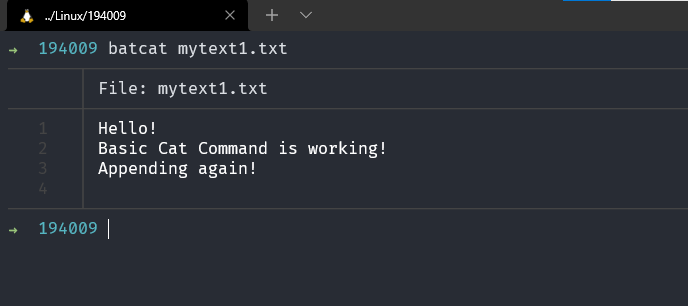 ../Linux/194009
→ 194009 batcat mytext1.txt
File: mytext1.txt
1 Hello!
2 Basic Cat Command is working!
3 Appending again!
4
→ 194009